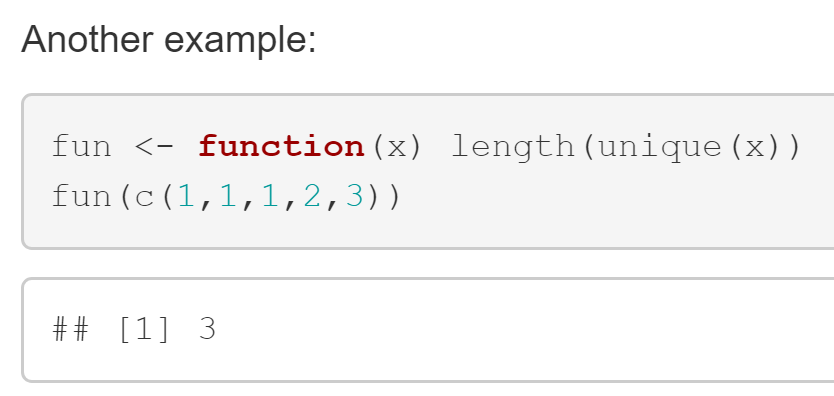 Another example:
fun <- function(x) length(unique(x))
fun(c(1,1,1,2,3))
## [1] 3